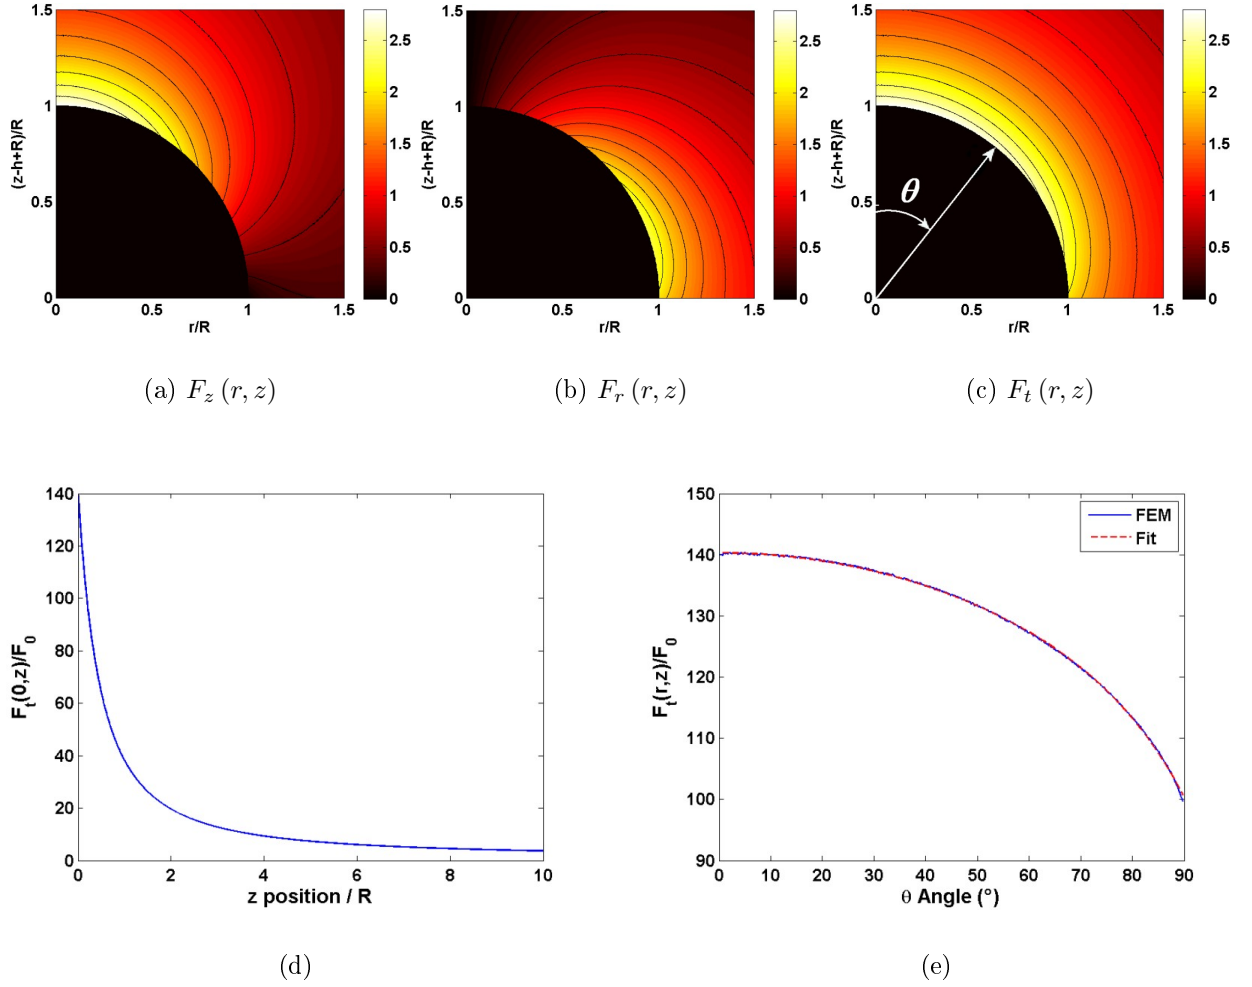 1.5
1
0.5
0
(z-h+R)/R
0
0.5
1
1.5
r/R
2.5
2
1.5
1
0.5
0
(a) F_z (r, z)
1.5
1
0.5
0
(z-h+R)/R
0
0.5
1
1.5
r/R
2.5
2
1.5
1
0.5
0
(b) F_r (r, z)
1.5
1
0.5
0
(z-h+R)/R
θ
0
0.5
1
1.5
r/R
2.5
2
1.5
1
0.5
0
(c) F_t (r, z)
140
120
100
80
60
40
20
0
F_t(0,z)/F_0
0 2 4 6 8 10
z position / R
(d)
150
140
130
120
110
100
90
F_t(r,z)/F_0
FEM
Fit
0 10 20 30 40 50 60 70 80 90
θ Angle (°)
(e)